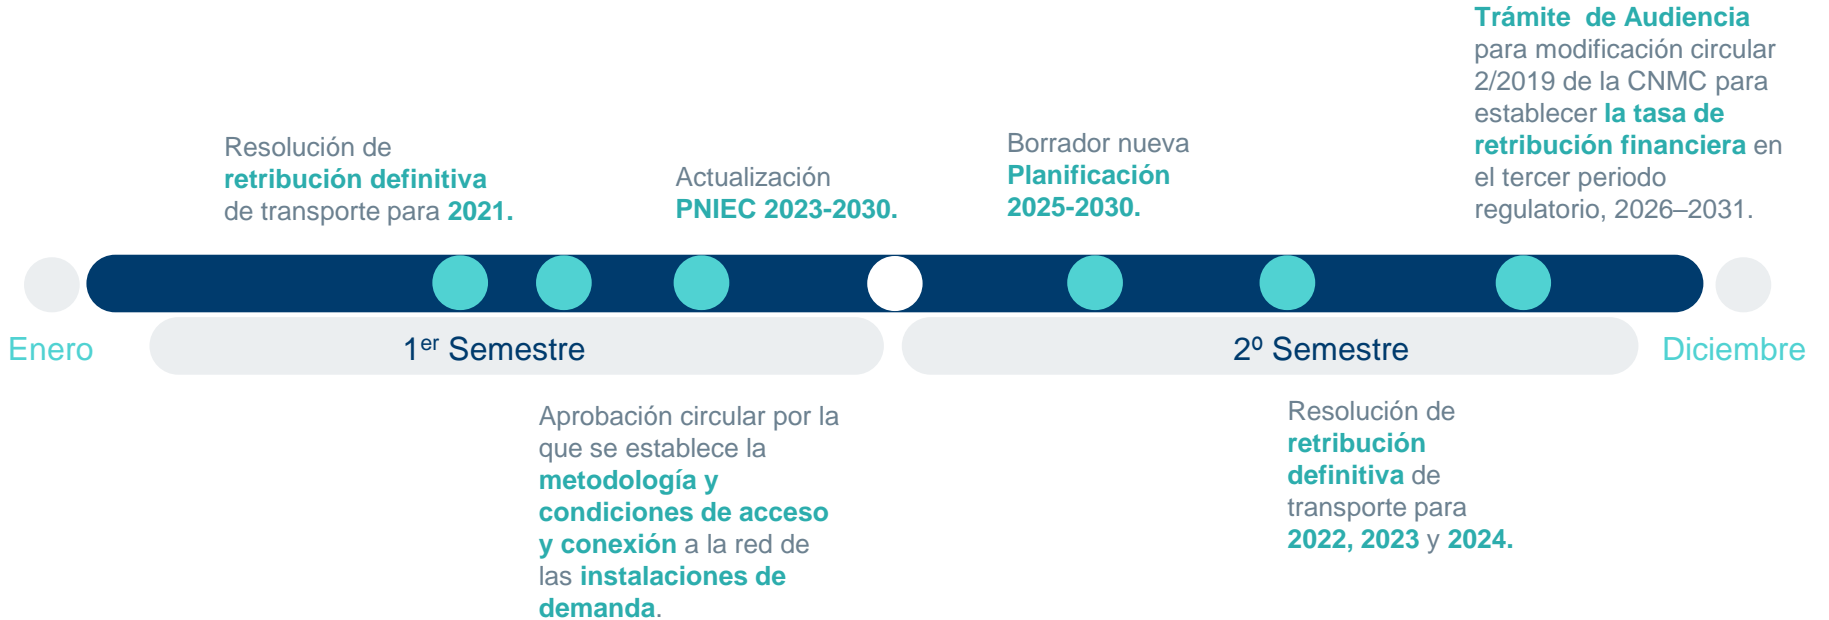 Resolución de
retribución definitiva
de transporte para 2021.
Actualización
PNIEC 2023-2030.
Borrador nueva
Planificación
2025-2030.
Trámite  de Audiencia
para modificación circular
2/2019 de la CNMC para
establecer la tasa de
retribución financiera en
el tercer periodo
regulatorio, 2026–2031.
Enero
1er Semestre
2º Semestre
Diciembre
Aprobación circular por la
que se establece la
metodología y
condiciones de acceso
y conexión a la red de
las instalaciones de
demanda.
Resolución de
retribución
definitiva de
transporte para
2022, 2023 y 2024.